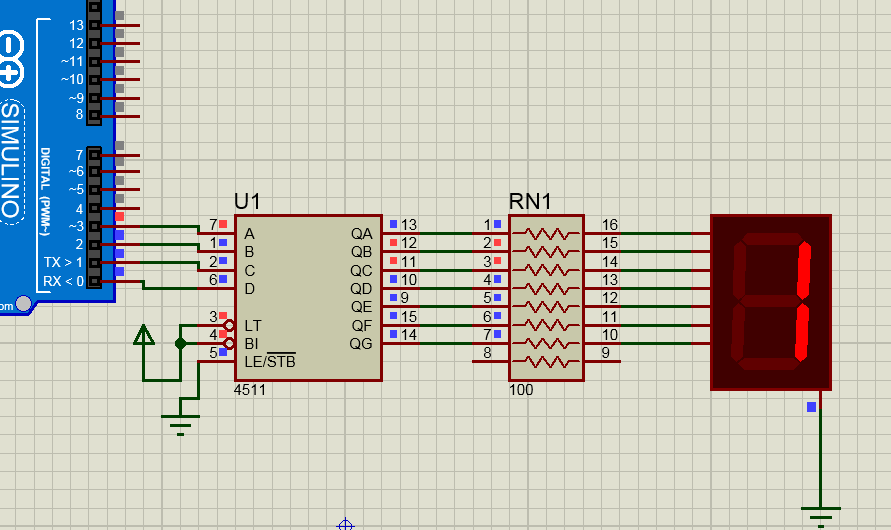 13
12
~11
~10
~9
8
7
~6
~5
4
~3
2
TX > 1
RX < 0
DIGITAL (PWM~)
SIMULINO
om
U1
7 A QA 13
1 B QB 12
2 C QC 11
6 D QD 10
QE 9
3 LT QF 15
4 BI QG 14
5 LE/STB
4511
RN1
1 16
2 15
3 14
4 13
5 12
6 11
7 10
8 9
100